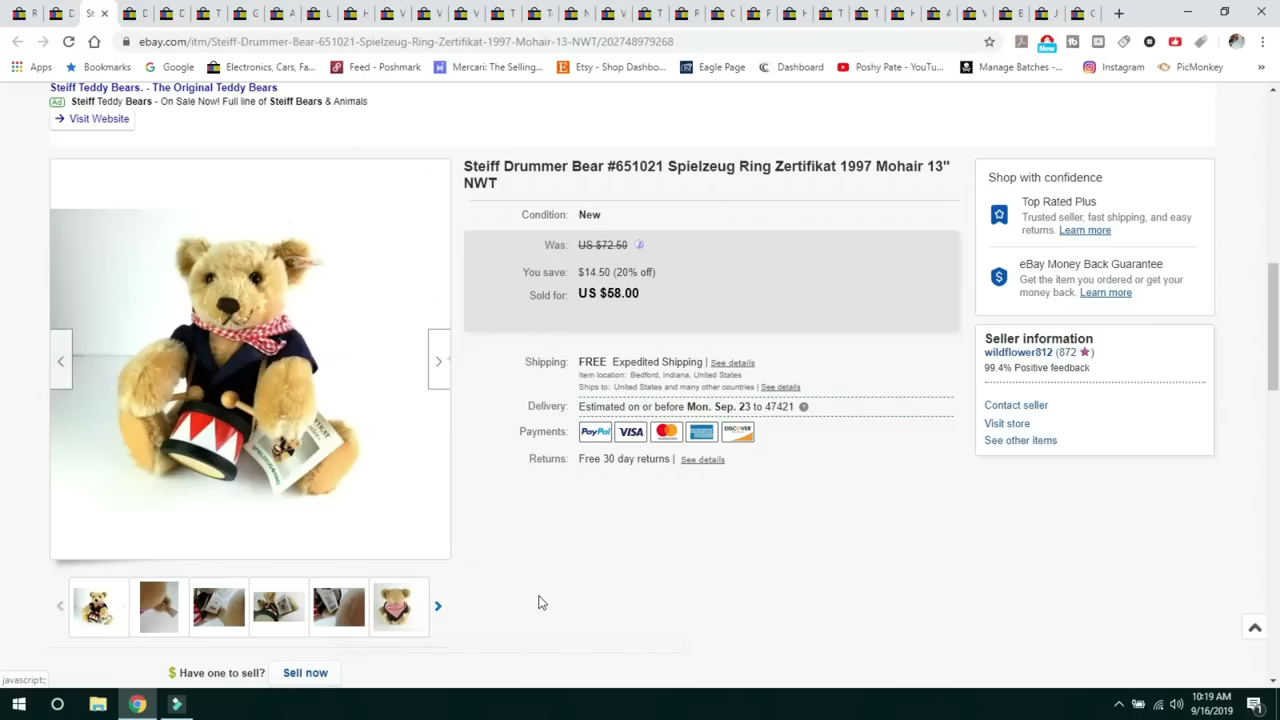 R
D
St
D
D
T
G
A
L
H
V
V
T
T
N
V
T
R
C
F
H
T
T
H
A
V
E
J
C
ebay.com/itm/Steiff-Drummer-Bear-651021-Spielzeug-Ring-Zertifikat-1997-Mohair-13-NWT/202748979268
New
Apps
Bookmarks
Google
Electronics, Cars, Fa...
Feed - Poshmark
Mercari: The Selling...
Etsy - Shop Dashbo...
Eagle Page
Dashboard
Poshy Pate - YouTu...
Manage Batches -...
Instagram
PicMonkey
»
Steiff Teddy Bears. - The Original Teddy Bears
Ad Steiff Teddy Bears - On Sale Now! Full line of Steiff Bears & Animals
Visit Website
Steiff Drummer Bear #651021 Spielzeug Ring Zertifikat 1997 Mohair 13"
NWT
Condition: New
Was: US $72.50
You save: $14.50 (20% off)
Sold for: US $58.00
Shipping: FREE Expedited Shipping | See details
Item location: Bedford, Indiana, United States
Ships to: United States and many other countries | See details
Delivery: Estimated on or before Mon. Sep. 23 to 47421
Payments: PayPal VISA MasterCard DISCOVER
Returns: Free 30 day returns | See details
Shop with confidence
Top Rated Plus
Trusted seller, fast shipping, and easy
returns. Learn more
eBay Money Back Guarantee
Get the item you ordered or get your
money back. Learn more
Seller information
wildflower812 (872 )
99.4% Positive feedback
Contact seller
Visit store
See other items
$ Have one to sell? Sell now
javascript:;
10:19 AM
9/16/2019
1